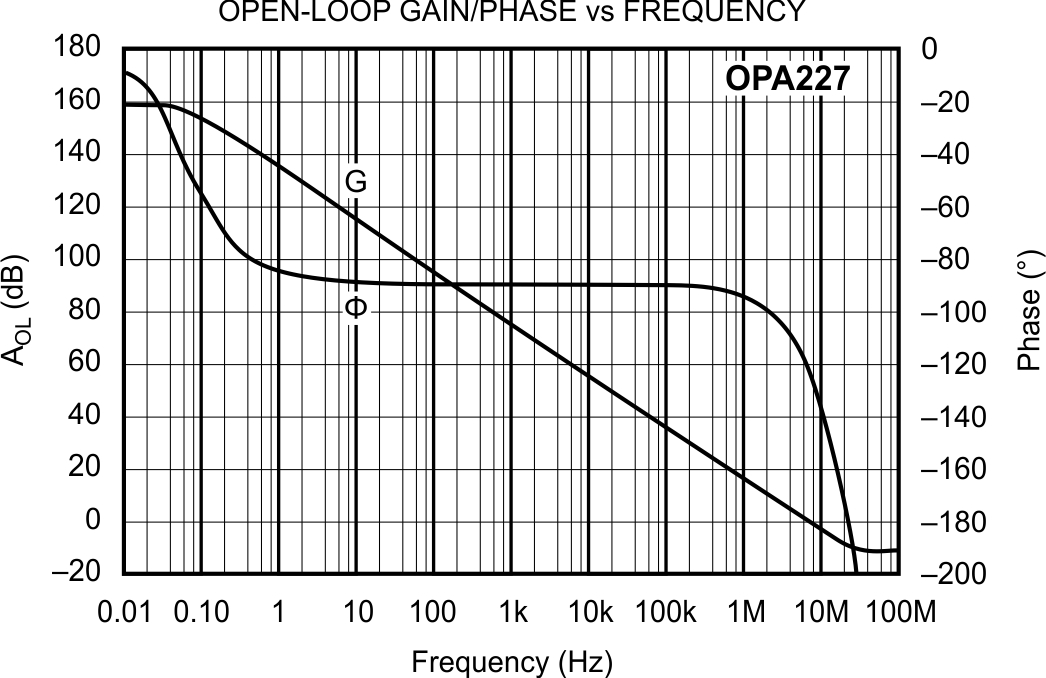 OPEN-LOOP GAIN/PHASE vs FREQUENCY
OPA227
180
160
140
120
100
80
60
40
20
0
–20
A_OL (dB)
G
Φ
0
–20
–40
–60
–80
–100
–120
–140
–160
–180
–200
Phase (°)
0.01 0.10 1 10 100 1k 10k 100k 1M 10M 100M
Frequency (Hz)